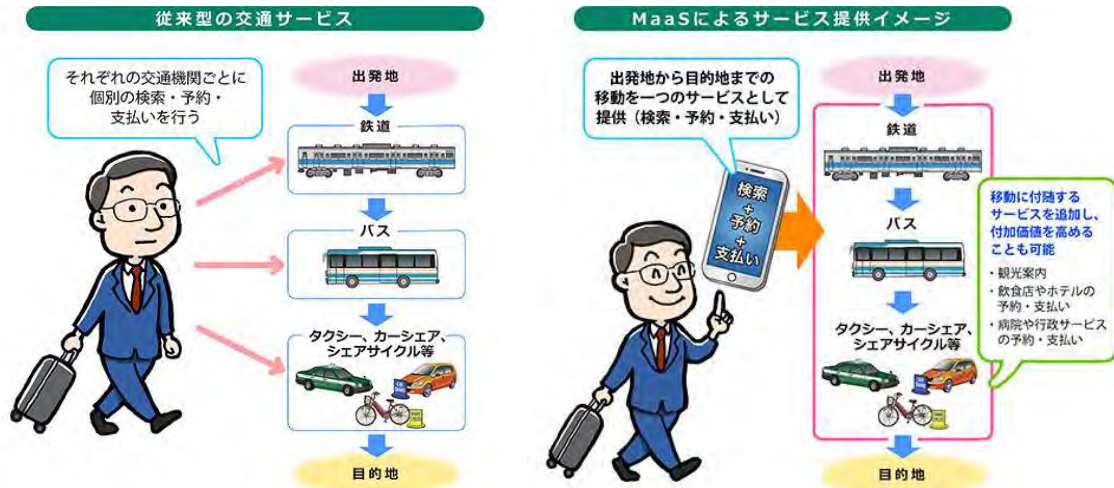 従来型の交通サービス
それぞれの交通機関ごとに
個別の検索・予約・
支払いを行う
出発地
鉄道
バス
タクシー、カーシェア、
シェアサイクル等
目的地
MaaSによるサービス提供イメージ
出発地から目的地までの
移動を一つのサービスとして
提供（検索・予約・支払い）
検索
+
予約
+
支払い
出発地
鉄道
バス
タクシー、カーシェア、
シェアサイクル等
目的地
移動に付随する
サービスを追加し、
付加価値を高める
ことも可能
・観光案内
・飲食店やホテルの
予約・支払い
・病院や行政サービス
の予約・支払い